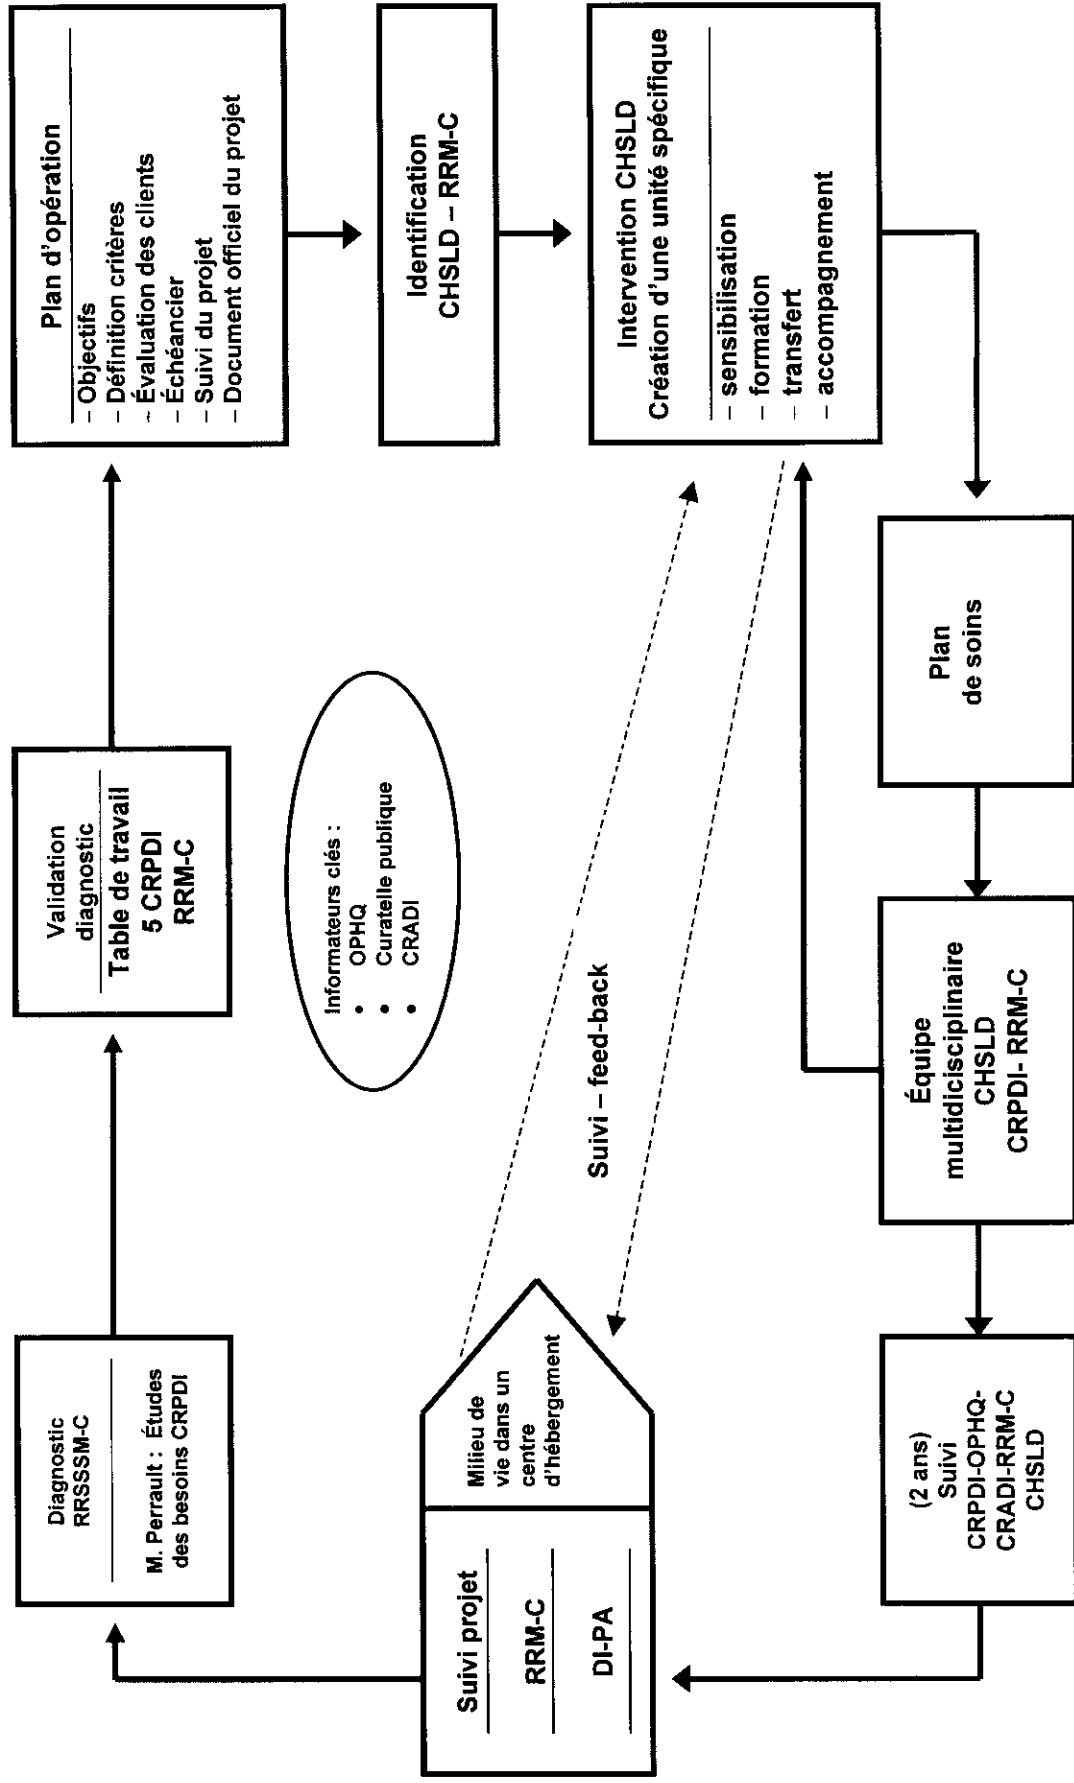 Diagnostic
RRSSSM-C
M. Perrault : Études
des besoins CRPDI
Validation
diagnostic
Table de travail
5 CRPDI
RRM-C
Plan d'opération
– Objectifs
– Définition critères
– Évaluation des clients
– Échéancier
– Suivi du projet
– Document officiel du projet
Informateurs clés :
• OPHQ
• Curatelle publique
• CRADI
Identification
CHSLD – RRM-C
Suivi projet
RRM-C
DI-PA
Milieu de
vie dans un
centre
d'hébergement
Suivi – feed-back
Intervention CHSLD
Création d'une unité spécifique
– sensibilisation
– formation
– transfert
– accompagnement
(2 ans)
Suivi
CRPDI-OPHQ-
CRADI-RRM-C
CHSLD
Équipe
multidicisciplinaire
CHSLD
CRPDI- RRM-C
Plan
de soins